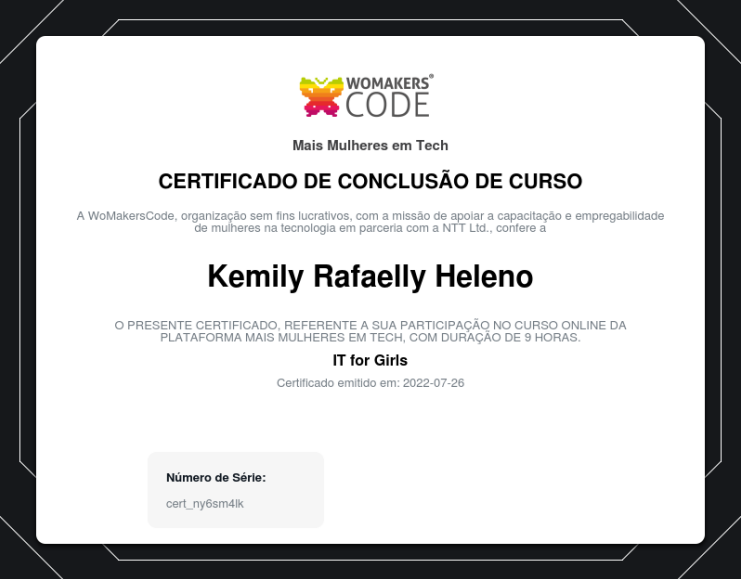 WOMAKERS®
CODE
Mais Mulheres em Tech
CERTIFICADO DE CONCLUSÃO DE CURSO
A WoMakersCode, organização sem fins lucrativos, com a missão de apoiar a capacitação e empregabilidade
de mulheres na tecnologia em parceria com a NTT Ltd., confere a
Kemily Rafaelly Heleno
O PRESENTE CERTIFICADO, REFERENTE A SUA PARTICIPAÇÃO NO CURSO ONLINE DA
PLATAFORMA MAIS MULHERES EM TECH, COM DURAÇÃO DE 9 HORAS.
IT for Girls
Certificado emitido em: 2022-07-26
Número de Série:
cert_ny6sm4lk